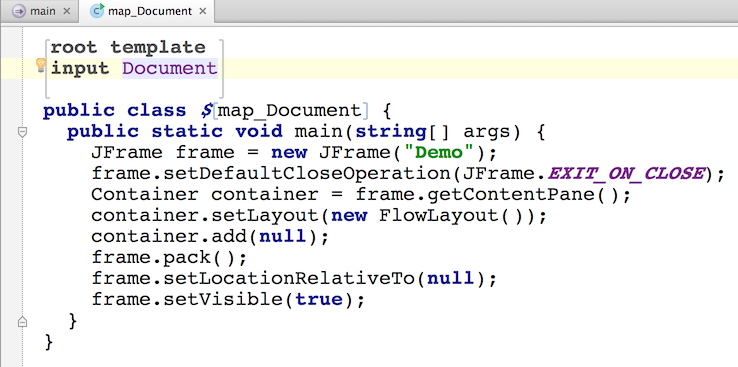 main map_Document
root template
input Document
public class $[map_Document] {
public static void main(string[] args) {
JFrame frame = new JFrame("Demo");
frame.setDefaultCloseOperation(JFrame.EXIT_ON_CLOSE);
Container container = frame.getContentPane();
container.setLayout(new FlowLayout());
container.add(null);
frame.pack();
frame.setLocationRelativeTo(null);
frame.setVisible(true);
}
}